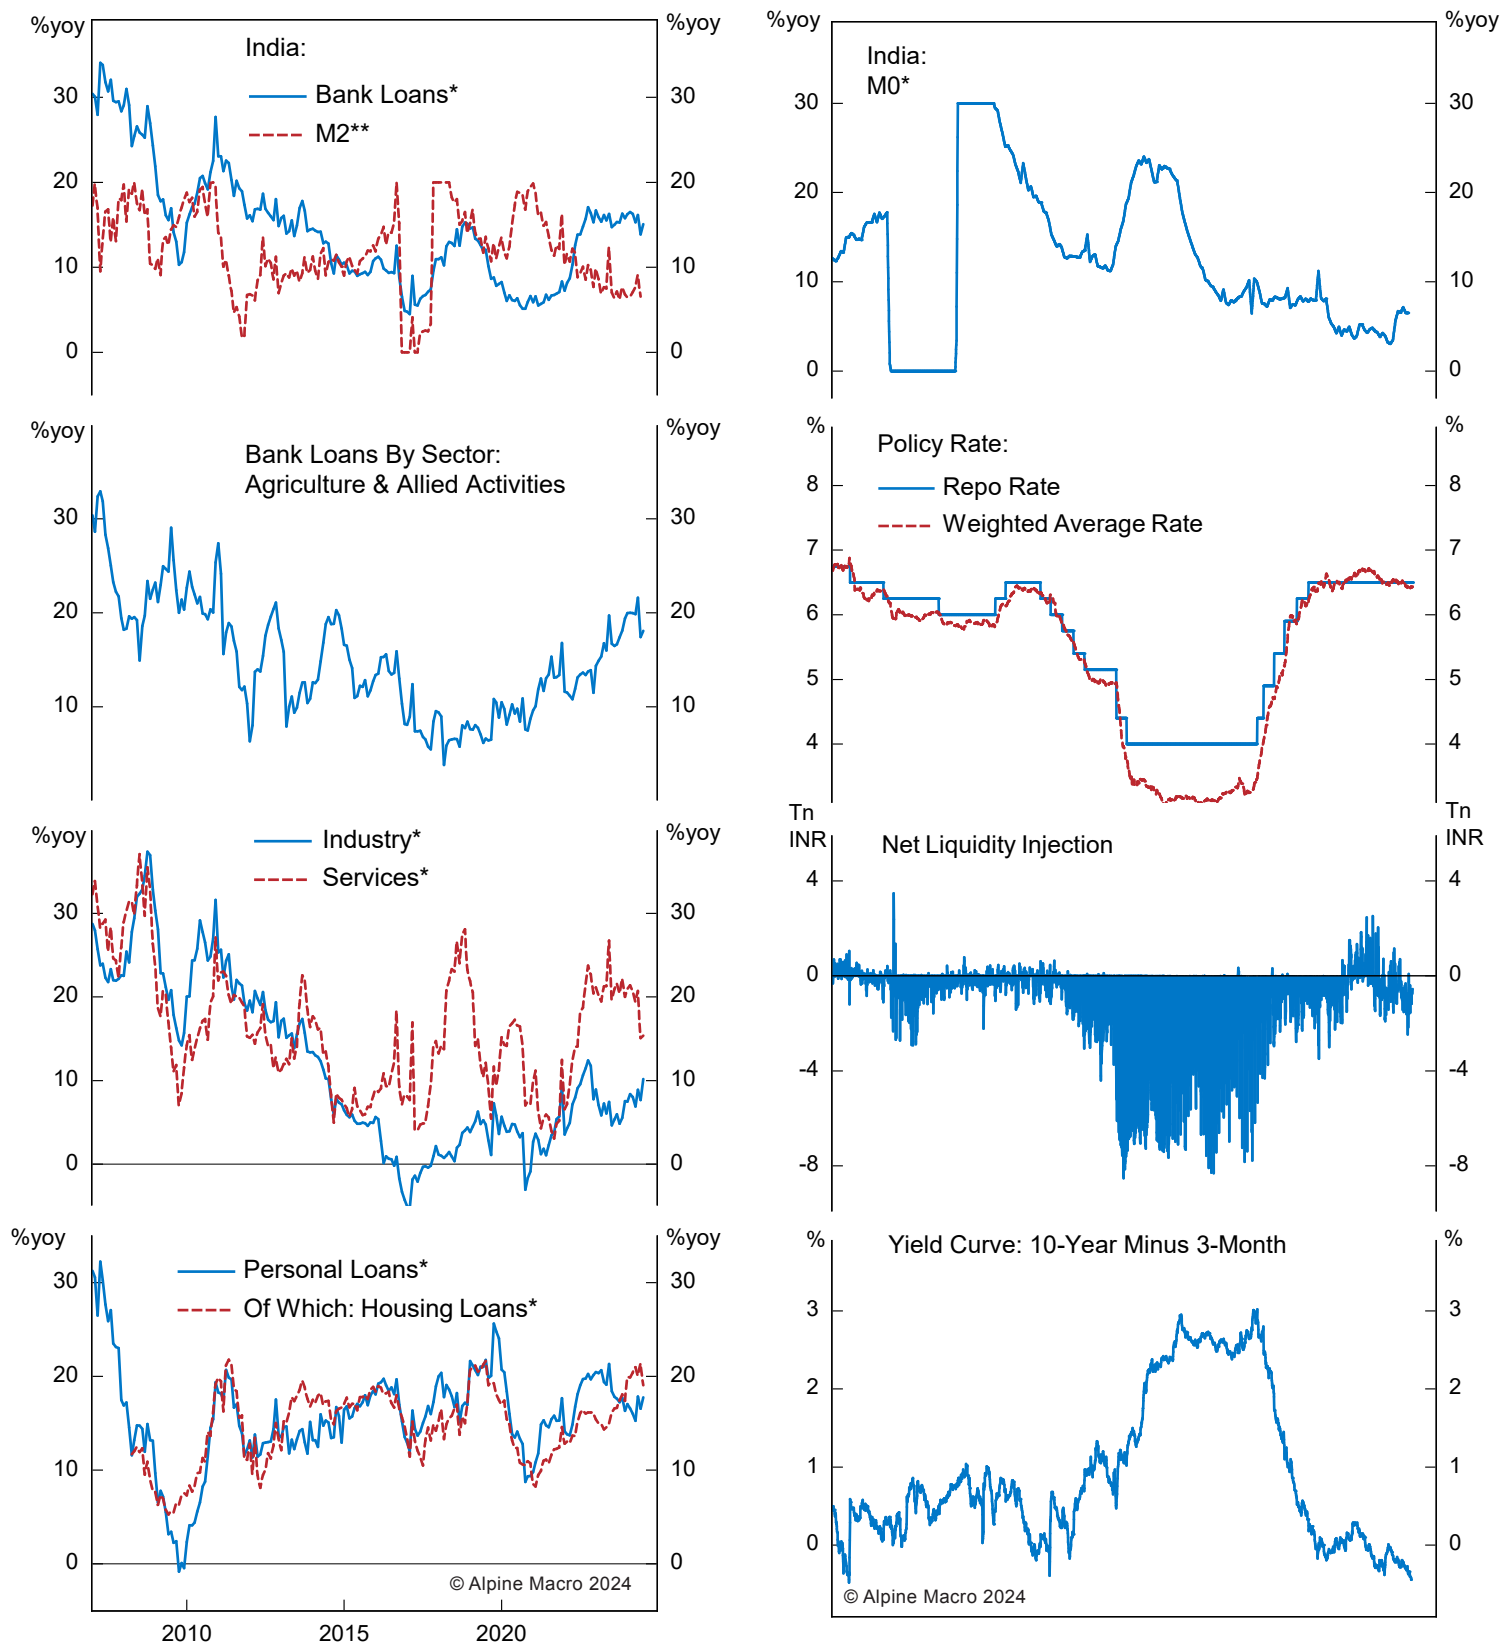 %yoy
%yoy
India:
Bank Loans*
M2**
30
30
20
20
10
10
0
0
%yoy
%yoy
Bank Loans By Sector:
Agriculture & Allied Activities
30
30
20
20
10
10
%yoy
%yoy
Industry*
Services*
30
30
20
20
10
10
0
0
%yoy
%yoy
Personal Loans*
Of Which: Housing Loans*
30
30
20
20
10
10
0
0
© Alpine Macro 2024
2010
2015
2020
%yoy
%yoy
India:
M0*
30
30
20
20
10
10
0
0
%
%
Policy Rate:
Repo Rate
Weighted Average Rate
8
8
7
7
6
6
5
5
4
4
Tn
INR
Tn
INR
Net Liquidity Injection
4
4
0
0
-4
-4
-8
-8
%
%
Yield Curve: 10-Year Minus 3-Month
3
3
2
2
1
1
0
0
© Alpine Macro 2024